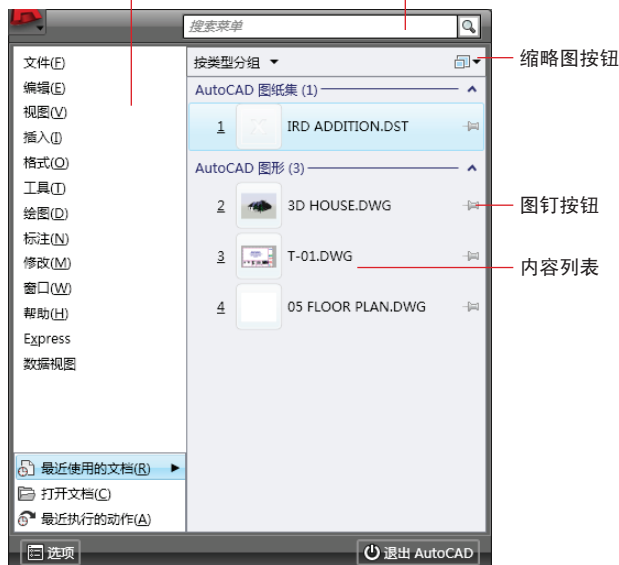 搜索菜单
文件(F)
编辑(E)
视图(V)
插入(I)
格式(O)
工具(T)
绘图(D)
标注(N)
修改(M)
窗口(W)
帮助(H)
Express
数据视图
最近使用的文档(R)
打开文档(C)
最近执行的动作(A)
按类型分组
AutoCAD 图纸集 (1)
1 IRD ADDITION.DST
AutoCAD 图形 (3)
2 3D HOUSE.DWG
3 T-01.DWG
4 05 FLOOR PLAN.DWG
选项
退出 AutoCAD
缩略图按钮
图钉按钮
内容列表